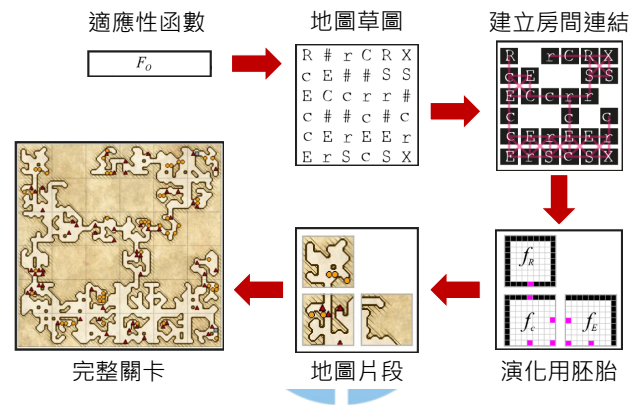 適應性函數
地圖草圖
建立房間連結
F_O
R # r C R X
c E # # S S
E C c r r #
c # # c # c
c E r E E r
E r S c S X
R r C R X
c E S S
E C c r r
c c c
c E r E E r
E r S c S X
f_R
f_c f_E
完整關卡
地圖片段
演化用胚胎